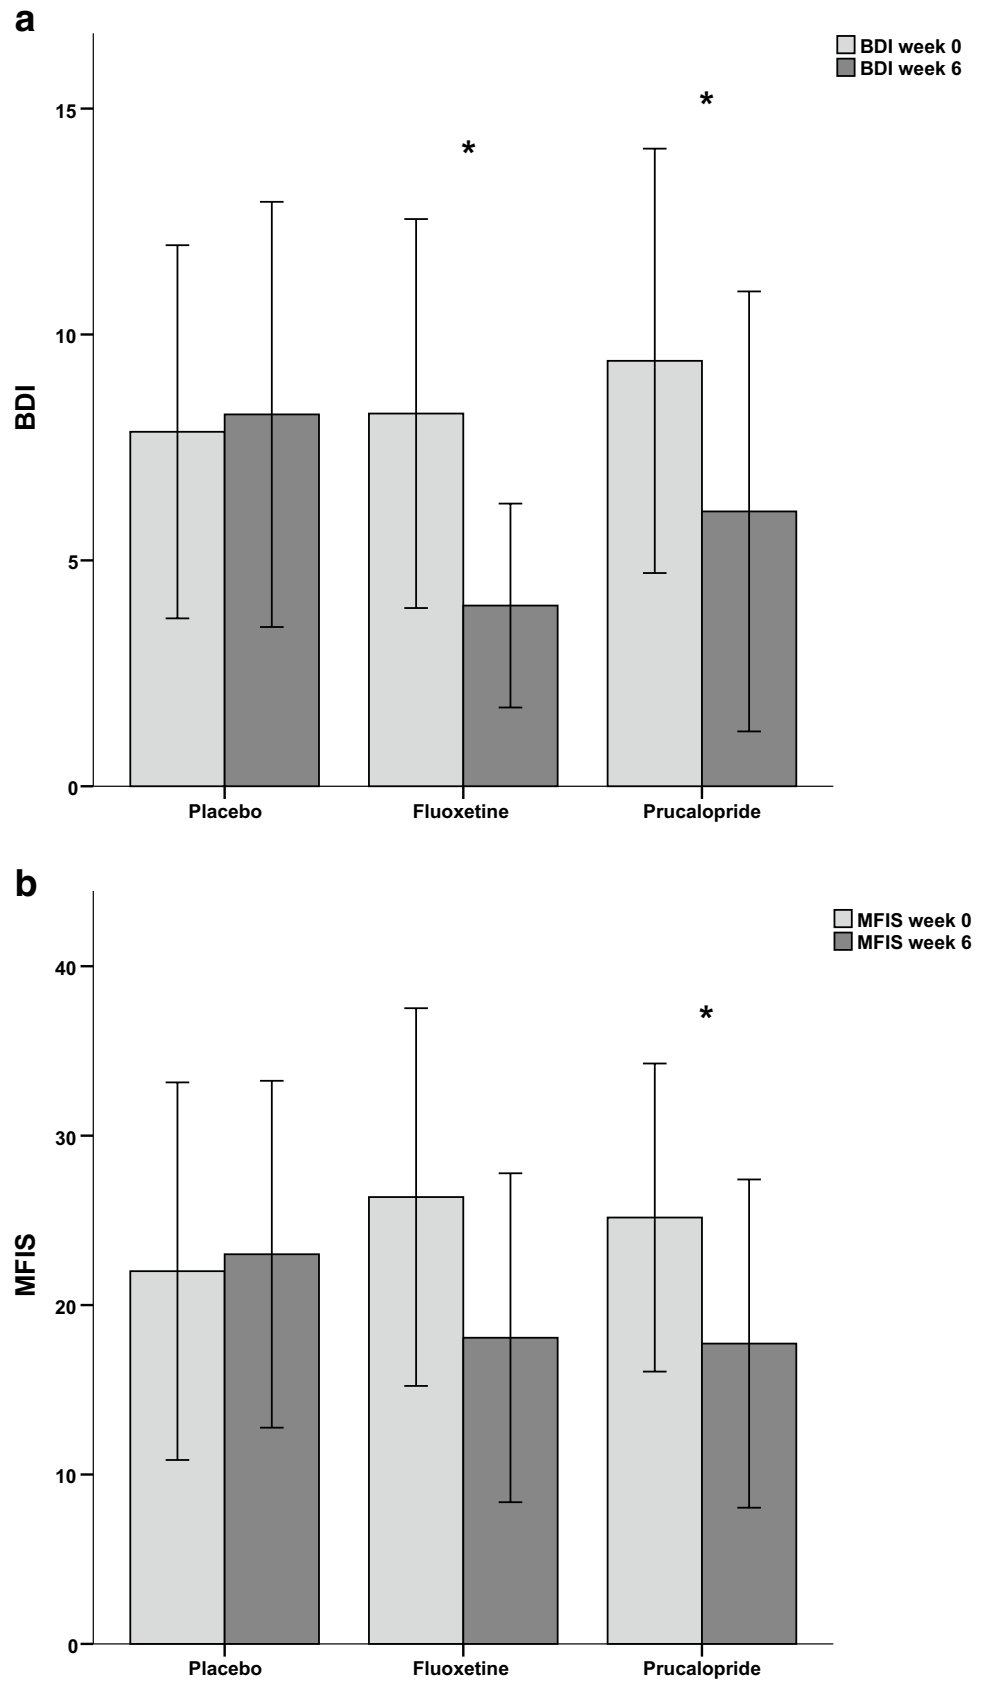 a
BDI week 0
BDI week 6
15
*
*
10
BDI
5
0
Placebo Fluoxetine Prucalopride
b
MFIS week 0
MFIS week 6
40
*
30
MFIS
20
10
0
Placebo Fluoxetine Prucalopride